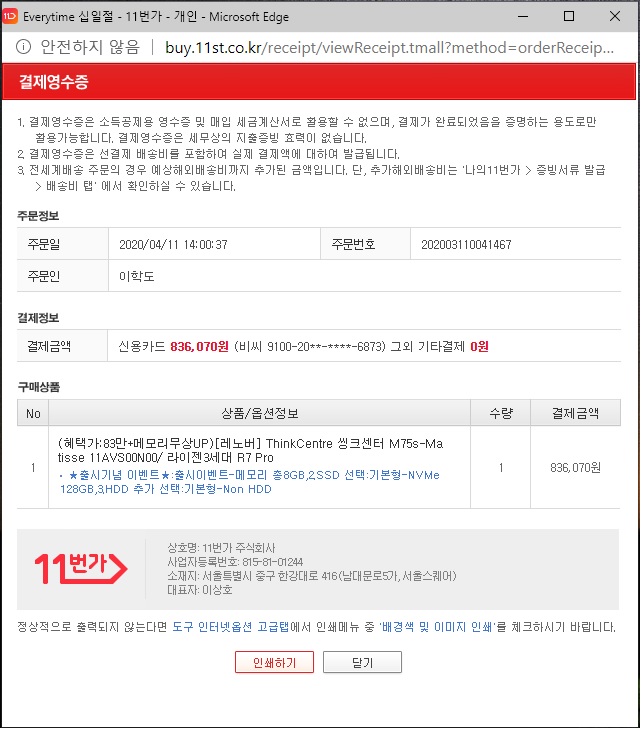 Everytime 십일절 - 11번가 - 개인 - Microsoft Edge
안전하지 않음 | buy.11st.co.kr/receipt/viewReceipt.tmall?method=orderReceip...
결제영수증
1. 결제영수증은 소득공제용 영수증 및 매입 세금계산서로 활용할 수 없으며, 결제가 완료되었음을 증명하는 용도로만
활용가능합니다. 결제영수증은 세무상의 지출증빙 효력이 없습니다.
2. 결제영수증은 선결제 배송비를 포함하여 실제 결제액에 대하여 발급됩니다.
3. 전세계배송 주문의 경우 예상해외배송비까지 추가된 금액입니다. 단, 추가해외배송비는 '나의11번가 > 증빙서류 발급
> 배송비 탭' 에서 확인하실 수 있습니다.
주문정보
주문일 2020/04/11 14:00:37 주문번호 202003110041467
주문인 이학도
결제정보
결제금액 신용카드 836,070원 (비씨 9100-20**-****-6873) 그외 기타결제 0원
구매상품
No 상품/옵션정보 수량 결제금액
(혜택가:83만+메모리무상UP)[레노버] ThinkCentre 씽크센터 M75s-Ma
tisse 11AVS00N00/ 라이젠3세대 R7 Pro
1 1 836,070원
· ★출시기념 이벤트★:출시이벤트-메모리 총8GB,2.SSD 선택:기본형-NVMe
128GB,3.HDD 추가 선택:기본형-Non HDD
11번가
상호명: 11번가 주식회사
사업자등록번호: 815-81-01244
소재지: 서울특별시 중구 한강대로 416 (남대문로5가, 서울스퀘어)
대표자: 이상호
정상적으로 출력되지 않는다면 도구 인터넷옵션 고급탭에서 인쇄메뉴 중 '배경색 및 이미지 인쇄'를 체크하시기 바랍니다.
인쇄하기 닫기